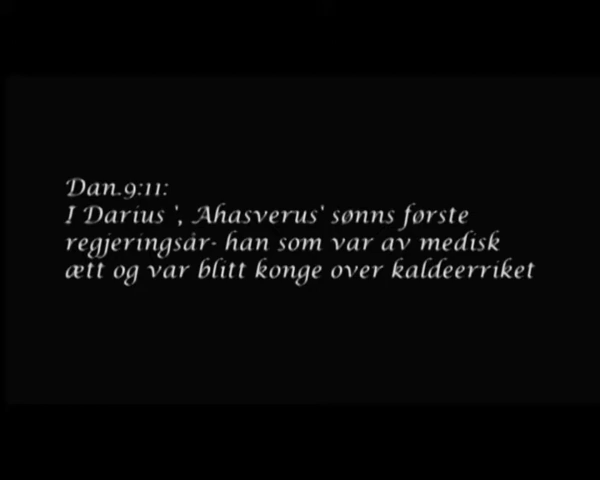 Dan.9:11:
I Darius ', Ahasverus' sønns første
regjeringsår- han som var av medisk
ætt og var blitt konge over kaldeerriket